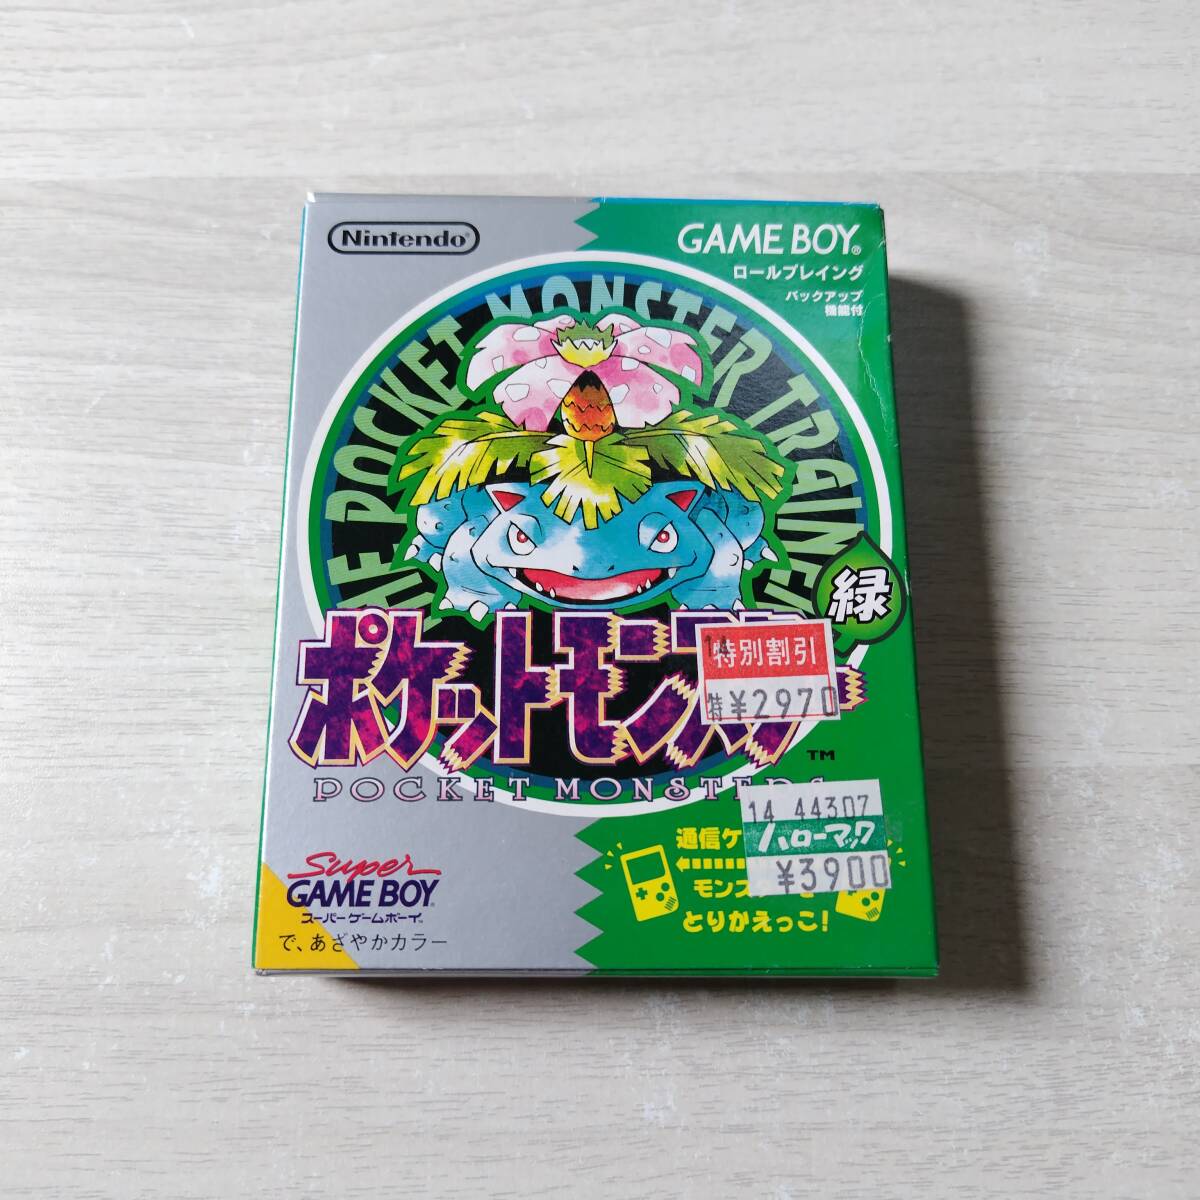 Nintendo®
GAME BOY®
ロールプレイング
バックアップ
機能付
THE POCKET MONSTER TRAINER
緑
ポケットモンスター
TM
14
特別割引
特 ¥2970
POCKET MONSTERS
14 44307
ハローマック
¥3900
通信ケ
モンスターを
とりかえっこ!
Super
GAME BOY
スーパーゲームボーイ
で、あざやかカラー